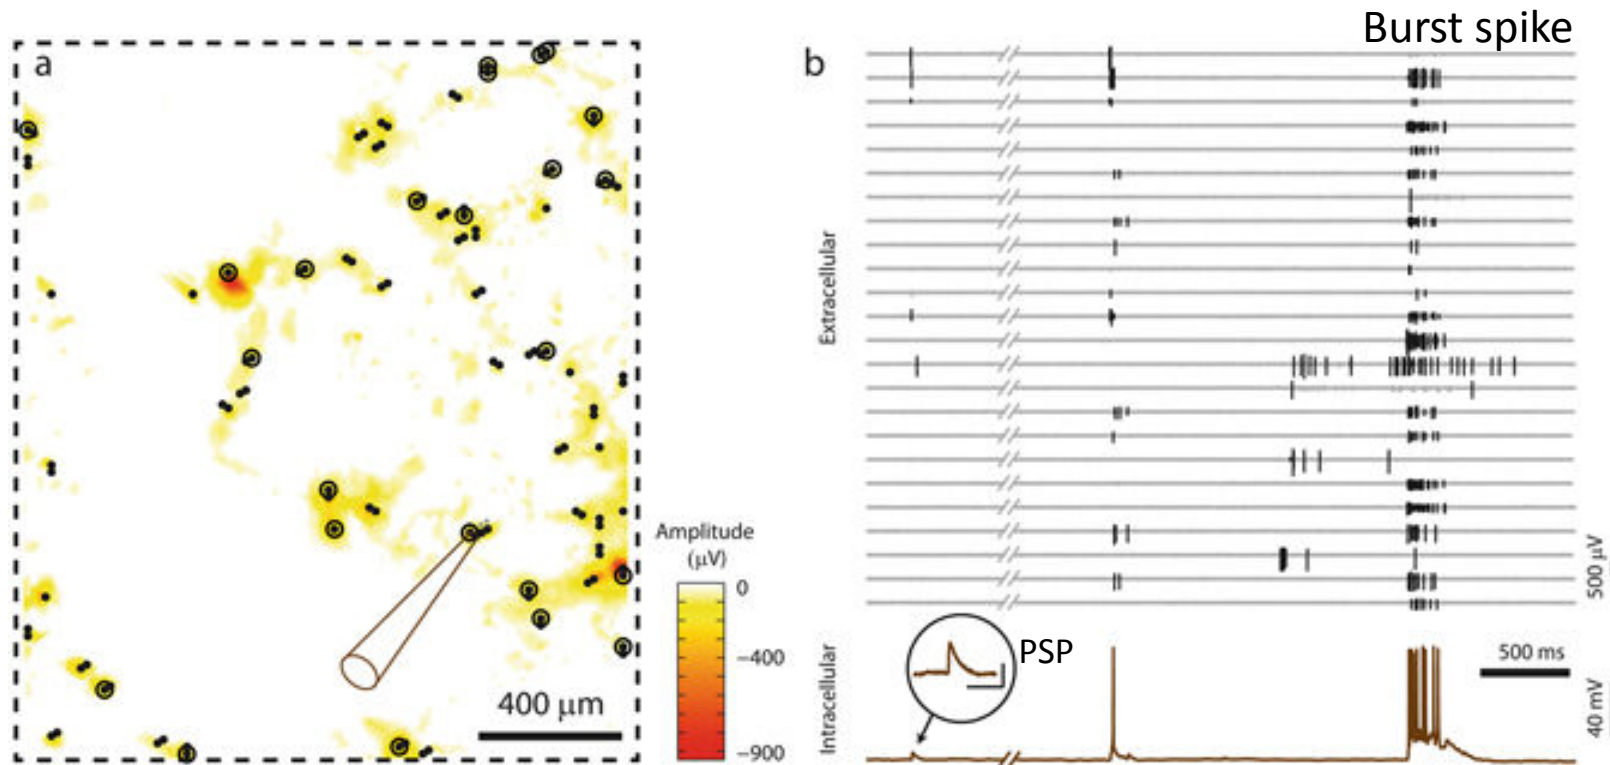 Burst spike
a
b
Extracellular
Amplitude
(μV)
0
−400
−900
400 μm
500 μV
Intracellular
PSP
500 ms
40 mV